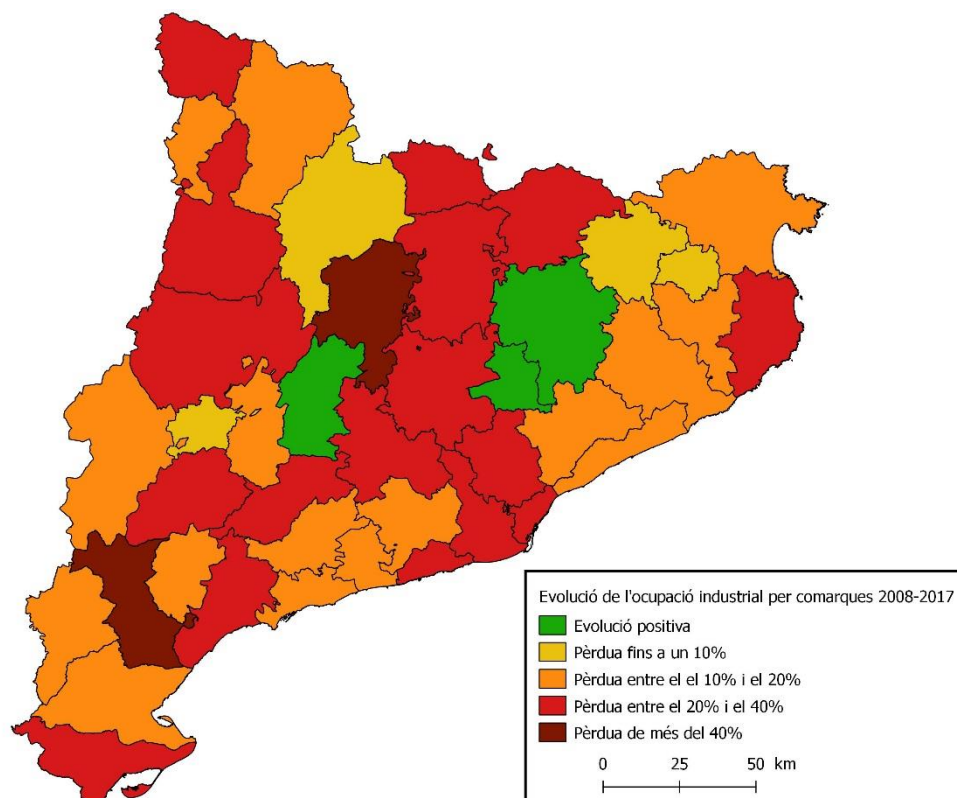 Evolució de l'ocupació industrial per comarques 2008-2017
Evolució positiva
Pèrdua fins a un 10%
Pèrdua entre el el 10% i el 20%
Pèrdua entre el 20% i el 40%
Pèrdua de més del 40%
0 25 50 km